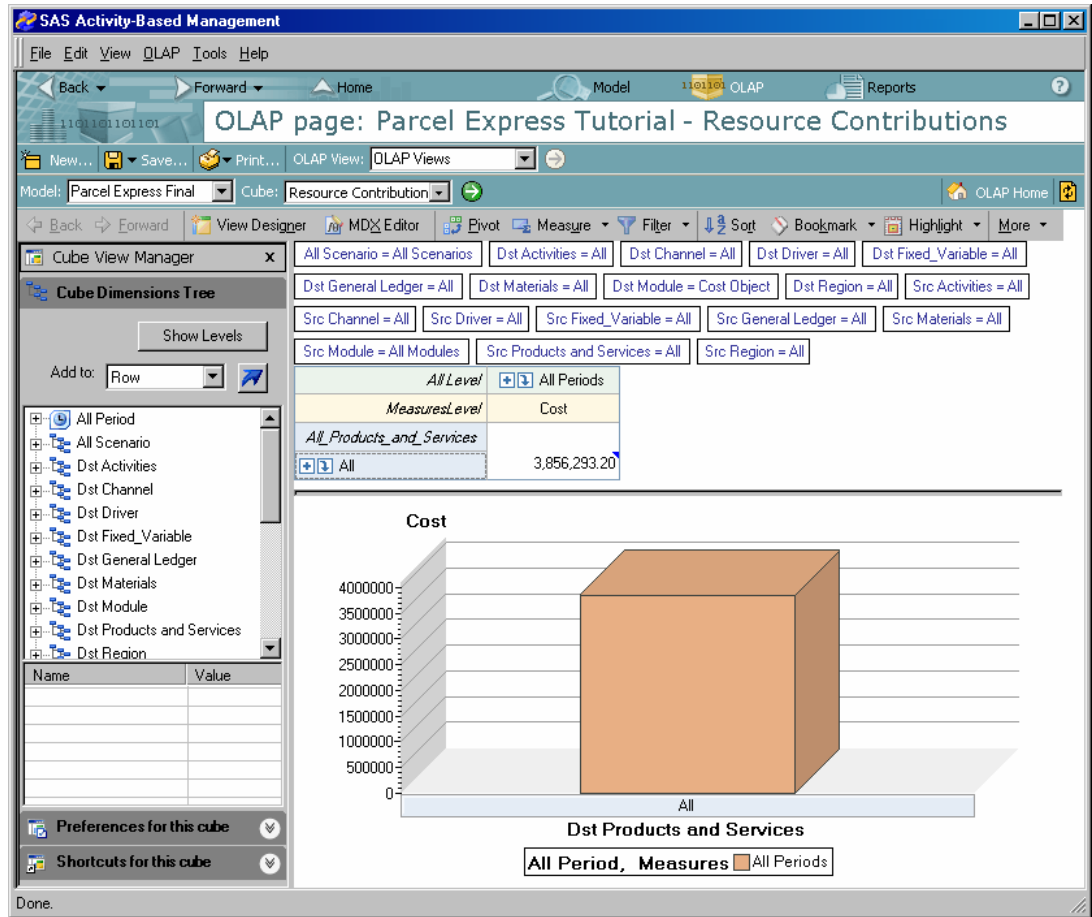 SAS Activity-Based Management
File Edit View OLAP Tools Help
Back Forward Home Model 1101101 OLAP Reports ?
1101101101101 OLAP page: Parcel Express Tutorial - Resource Contributions
New... Save... Print... OLAP View: OLAP Views
Model: Parcel Express Final Cube: Resource Contribution OLAP Home
Back Forward View Designer MDX Editor Pivot Measure Filter Sort Bookmark Highlight More
Cube View Manager x
Cube Dimensions Tree
Show Levels
Add to: Row
All Period
All Scenario
Dst Activities
Dst Channel
Dst Driver
Dst Fixed_Variable
Dst General Ledger
Dst Materials
Dst Module
Dst Products and Services
Dst Region
Name Value
Preferences for this cube
Shortcuts for this cube
All Scenario = All Scenarios Dst Activities = All Dst Channel = All Dst Driver = All Dst Fixed_Variable = All
Dst General Ledger = All Dst Materials = All Dst Module = Cost Object Dst Region = All Src Activities = All
Src Channel = All Src Driver = All Src Fixed_Variable = All Src General Ledger = All Src Materials = All
Src Module = All Modules Src Products and Services = All Src Region = All
All Level All Periods
MeasuresLevel Cost
All_Products_and_Services
All 3,856,293.20
Cost
4000000
3500000
3000000
2500000
2000000
1500000
1000000
500000
0
All
Dst Products and Services
All Period, Measures All Periods
Done.